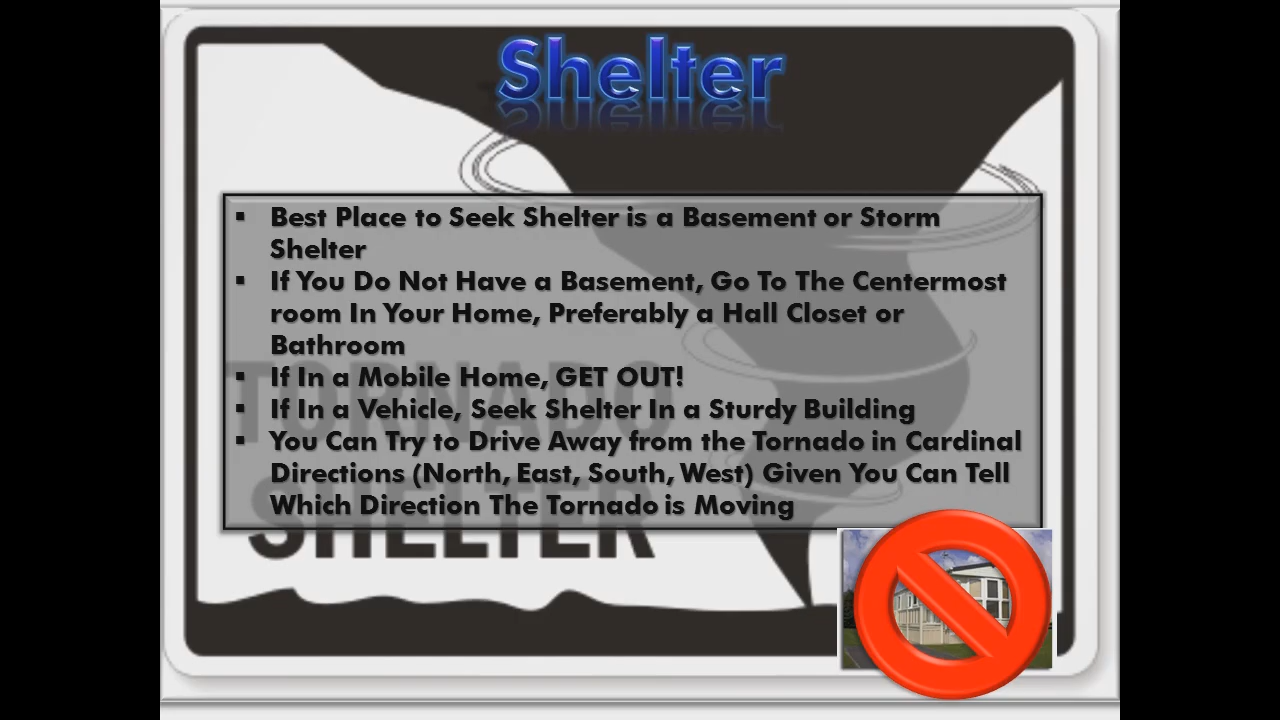 Shelter
▪ Best Place to Seek Shelter is a Basement or Storm
Shelter
▪ If You Do Not Have a Basement, Go To The Centermost
room In Your Home, Preferably a Hall Closet or
Bathroom
▪ If In a Mobile Home, GET OUT!
▪ If In a Vehicle, Seek Shelter In a Sturdy Building
▪ You Can Try to Drive Away from the Tornado in Cardinal
Directions (North, East, South, West) Given You Can Tell
Which Direction The Tornado is Moving
TORNADO
SHELTER